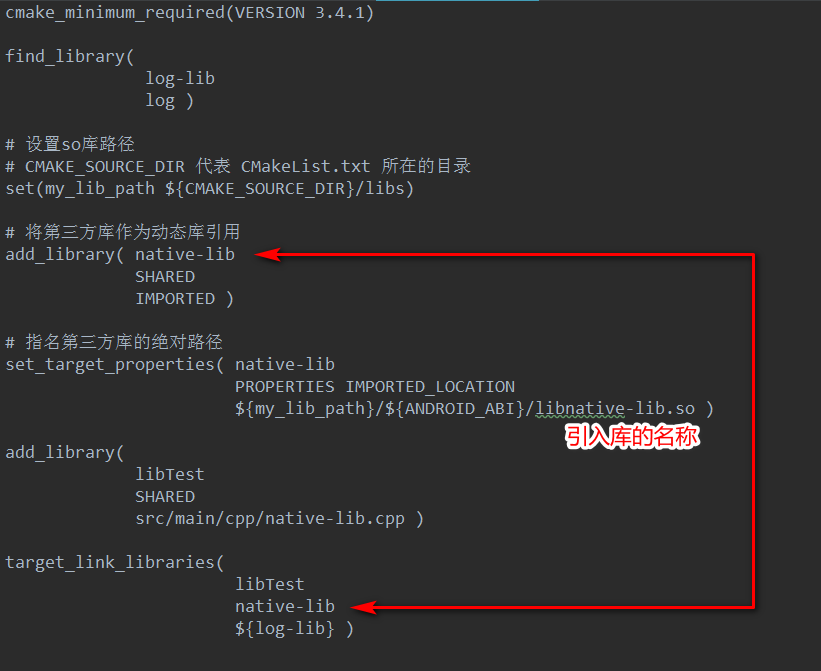 cmake_minimum_required(VERSION 3.4.1)
find_library(
log-lib
log )
# 设置so库路径
# CMAKE_SOURCE_DIR 代表 CMakeList.txt 所在的目录
set(my_lib_path ${CMAKE_SOURCE_DIR}/libs)
# 将第三方库作为动态库引用
add_library( native-lib
SHARED
IMPORTED )
# 指名第三方库的绝对路径
set_target_properties( native-lib
PROPERTIES IMPORTED_LOCATION
${my_lib_path}/${ANDROID_ABI}/libnative-lib.so )
引入库的名称
add_library(
libTest
SHARED
src/main/cpp/native-lib.cpp )
target_link_libraries(
libTest
native-lib
${log-lib} )